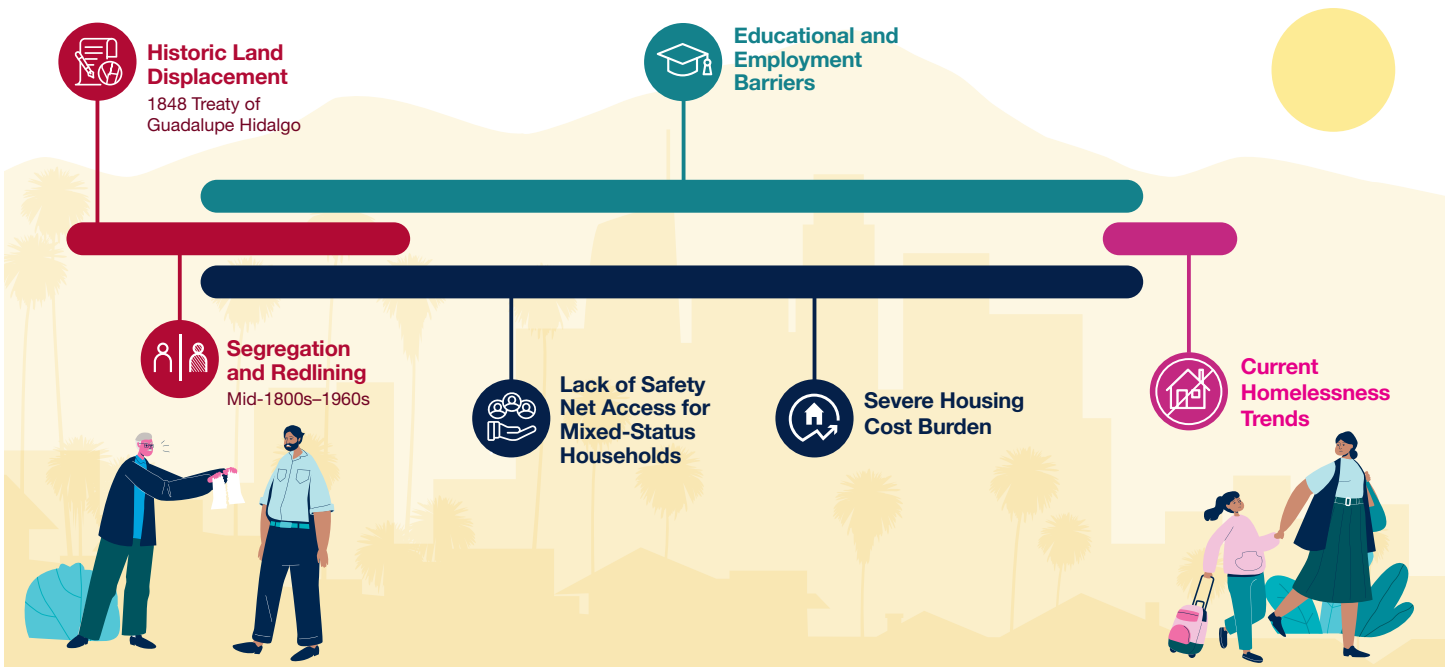 Historic Land
Displacement
1848 Treaty of
Guadalupe Hidalgo
Educational and
Employment
Barriers
Segregation
and Redlining
Mid-1800s–1960s
Lack of Safety
Net Access for
Mixed-Status
Households
Severe Housing
Cost Burden
Current
Homelessness
Trends